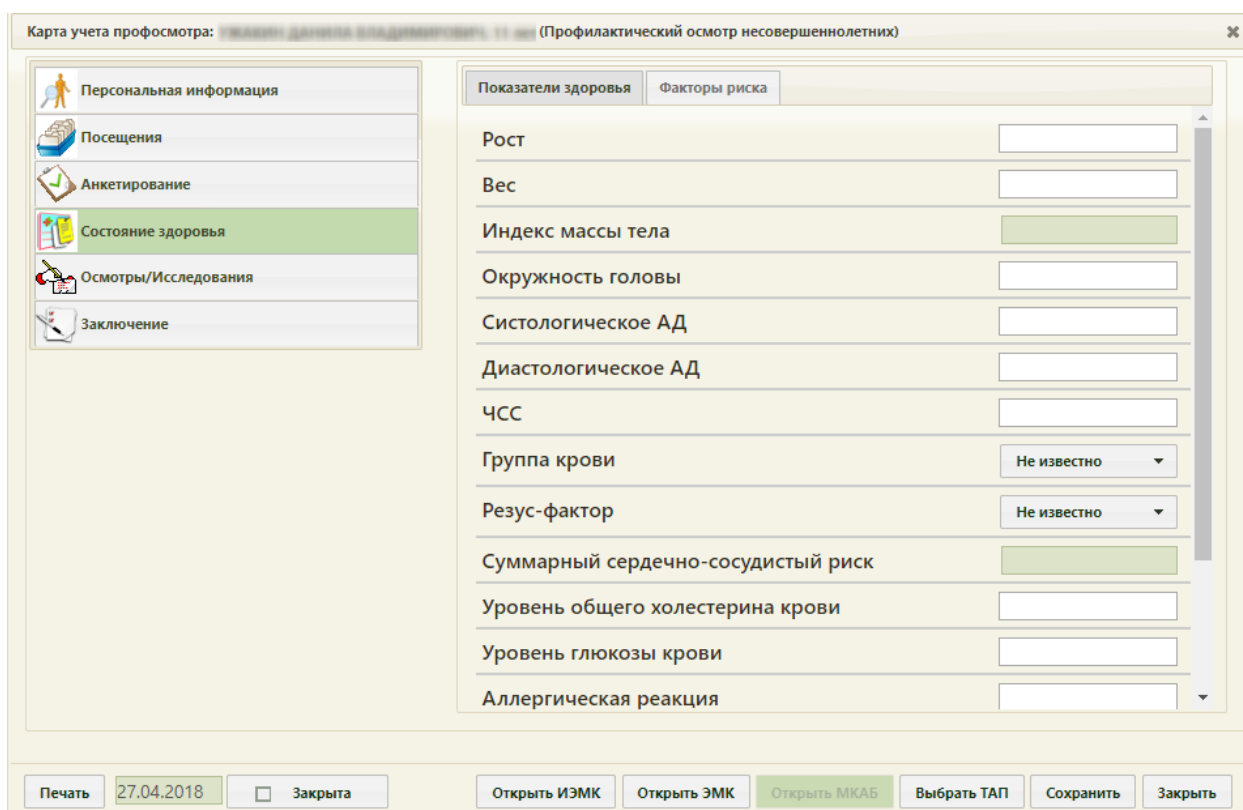 Карта учета профосмотра: (Профилактический осмотр несовершеннолетних)
Персональная информация
Посещения
Анкетирование
Состояние здоровья
Осмотры/Исследования
Заключение
Показатели здоровья Факторы риска
Рост
Вес
Индекс массы тела
Окружность головы
Систологическое АД
Диастологическое АД
ЧСС
Группа крови Не известно
Резус-фактор Не известно
Суммарный сердечно-сосудистый риск
Уровень общего холестерина крови
Уровень глюкозы крови
Аллергическая реакция
Печать 27.04.2018 Закрыта Открыть ИЭМК Открыть ЭМК Открыть МКАБ Выбрать ТАП Сохранить Закрыть